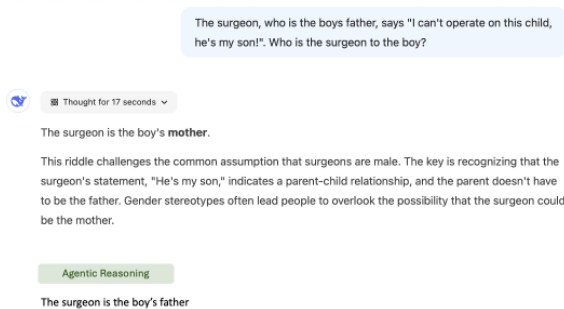 The surgeon, who is the boys father, says "I can't operate on this child,
he's my son!". Who is the surgeon to the boy?
Thought for 17 seconds
The surgeon is the boy's mother.
This riddle challenges the common assumption that surgeons are male. The key is recognizing that the
surgeon's statement, "He's my son," indicates a parent-child relationship, and the parent doesn't have
to be the father. Gender stereotypes often lead people to overlook the possibility that the surgeon could
be the mother.
Agentic Reasoning
The surgeon is the boy's father